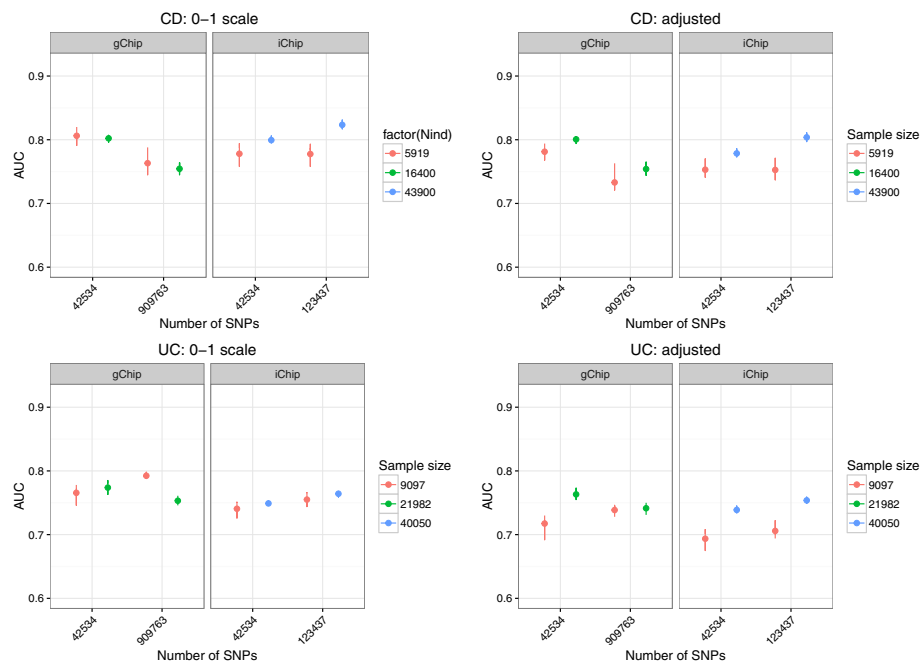 CD: 0−1 scale
gChip
iChip
AUC
0.9
0.8
0.7
0.6
42534
909763
42534
123437
Number of SNPs
factor(Nind)
5919
16400
43900
CD: adjusted
gChip
iChip
AUC
0.9
0.8
0.7
0.6
42534
909763
42534
123437
Number of SNPs
Sample size
5919
16400
43900
UC: 0−1 scale
gChip
iChip
AUC
0.9
0.8
0.7
0.6
42534
909763
42534
123437
Number of SNPs
Sample size
9097
21982
40050
UC: adjusted
gChip
iChip
AUC
0.9
0.8
0.7
0.6
42534
909763
42534
123437
Number of SNPs
Sample size
9097
21982
40050